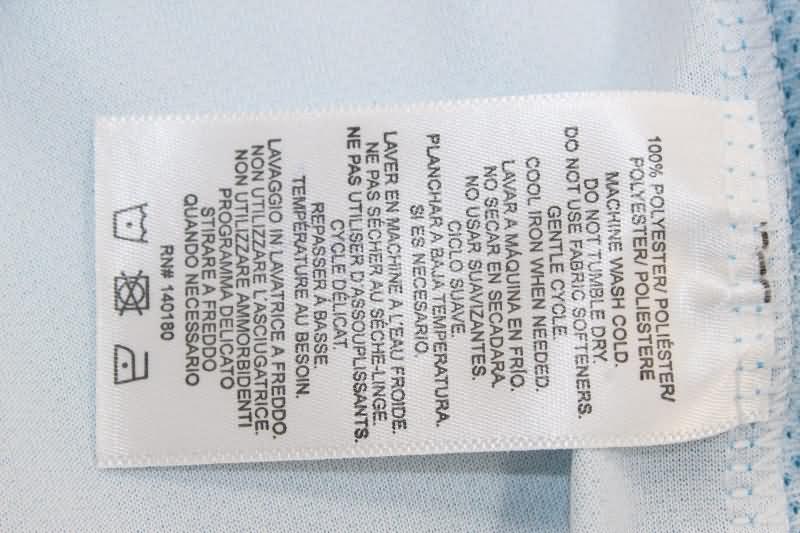 100% POLYESTER/ POLIÉSTER/
POLYESTER/ POLIESTERE
MACHINE WASH COLD.
DO NOT TUMBLE DRY.
DO NOT USE FABRIC SOFTENERS.
GENTLE CYCLE.
COOL IRON WHEN NEEDED.
LAVAR A MÁQUINA EN FRÍO.
NO SECAR EN SECADARA.
NO USAR SUAVIZANTES.
CICLO SUAVE.
PLANCHAR A BAJA TEMPERATURA.
SI ES NECESARIO.
LAVER EN MACHINE À L'EAU FROIDE.
NE PAS SÉCHER AU SÉCHE-LINGE.
NE PAS UTILISER D'ASSOUPLISSANTS.
CYCLE DÉLICAT.
REPASSER À BASSE.
TEMPÉRATURE AU BESOIN.
LAVAGGIO IN LAVATRICE A FREDDO.
NON UTILIZZARE L'ASCIUGATRICE.
NON UTILIZZARE AMMORBIDENTI
PROGRAMMA DELICATO
STIRARE A FREDDO
QUANDO NECESSARIO
RN# 140180